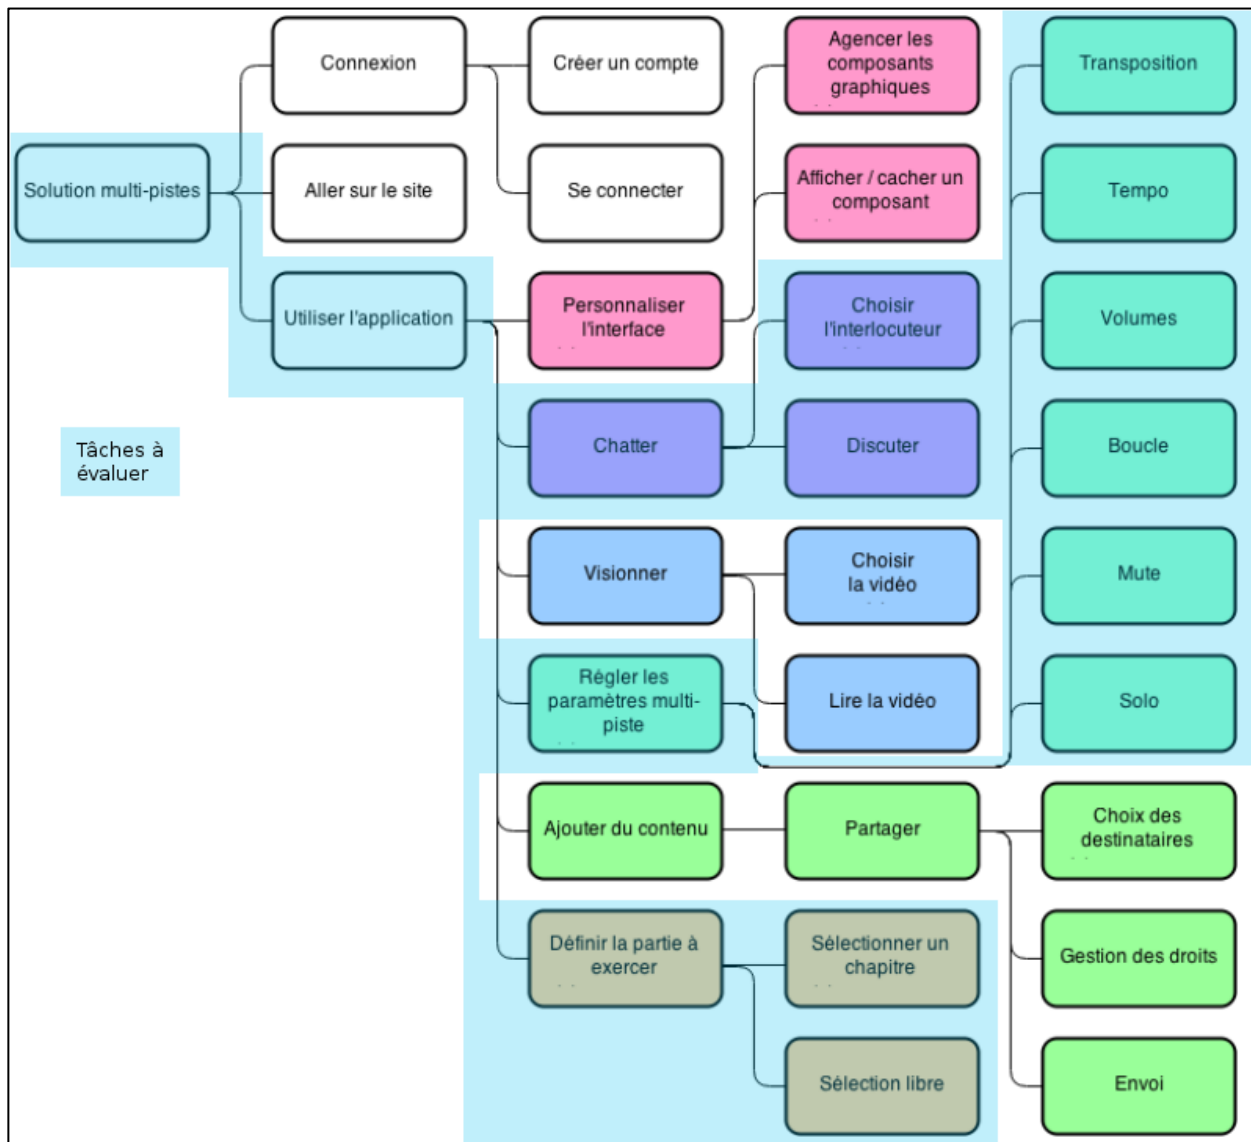 Connexion
Créer un compte
Agencer les
composants
graphiques
Transposition
Solution multi-pistes
Aller sur le site
Se connecter
Afficher / cacher un
composant
Tempo
Utiliser l'application
Personnaliser
l'interface
Choisir
l'interlocuteur
Volumes
Tâches à
évaluer
Chatter
Discuter
Boucle
Visionner
Choisir
la vidéo
Mute
Régler les
paramètres multi-
piste
Lire la vidéo
Solo
Ajouter du contenu
Partager
Choix des
destinataires
Définir la partie à
exercer
Sélectionner un
chapitre
Gestion des droits
Sélection libre
Envoi